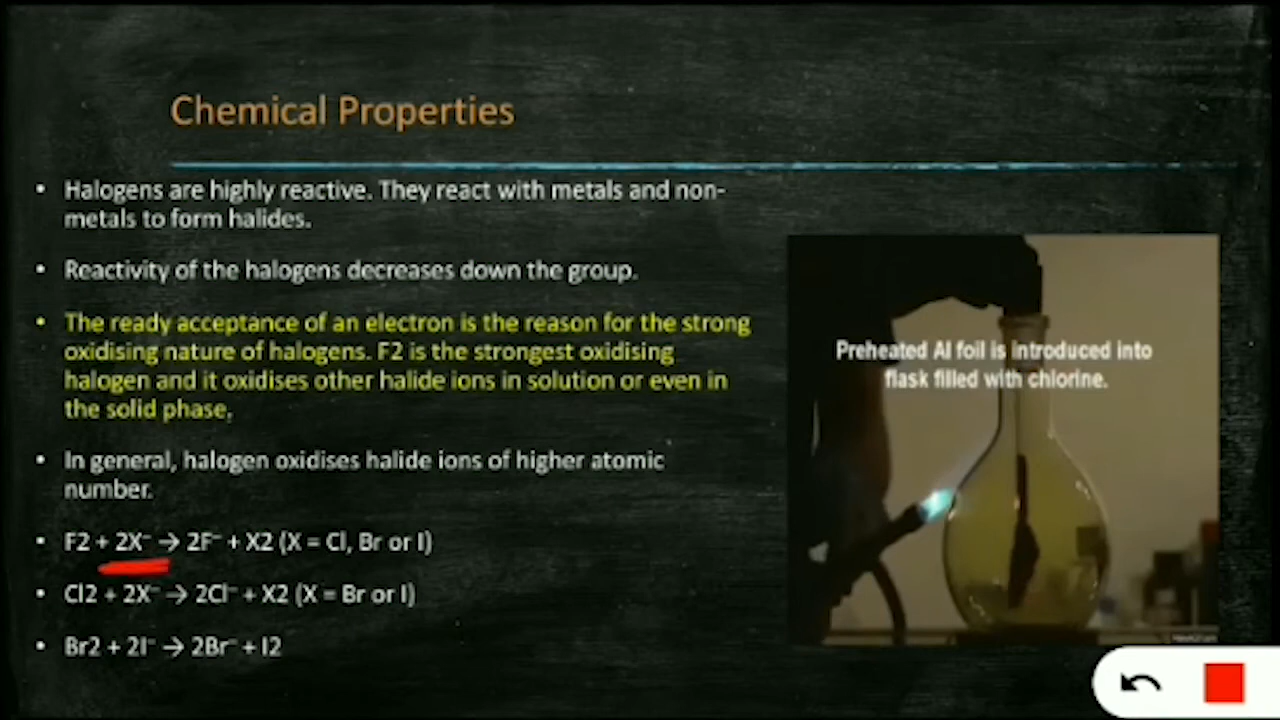 Chemical Properties
• Halogens are highly reactive. They react with metals and non-
metals to form halides.
• Reactivity of the halogens decreases down the group.
• The ready acceptance of an electron is the reason for the strong
oxidising nature of halogens. F2 is the strongest oxidising
halogen and it oxidises other halide ions in solution or even in
the solid phase.
• In general, halogen oxidises halide ions of higher atomic
number.
• F2 + 2X⁻ → 2F⁻ + X2 (X = Cl, Br or I)
• Cl2 + 2X⁻ → 2Cl⁻ + X2 (X = Br or I)
• Br2 + 2I⁻ → 2Br⁻ + I2
Preheated Al foil is introduced into
flask filled with chlorine.